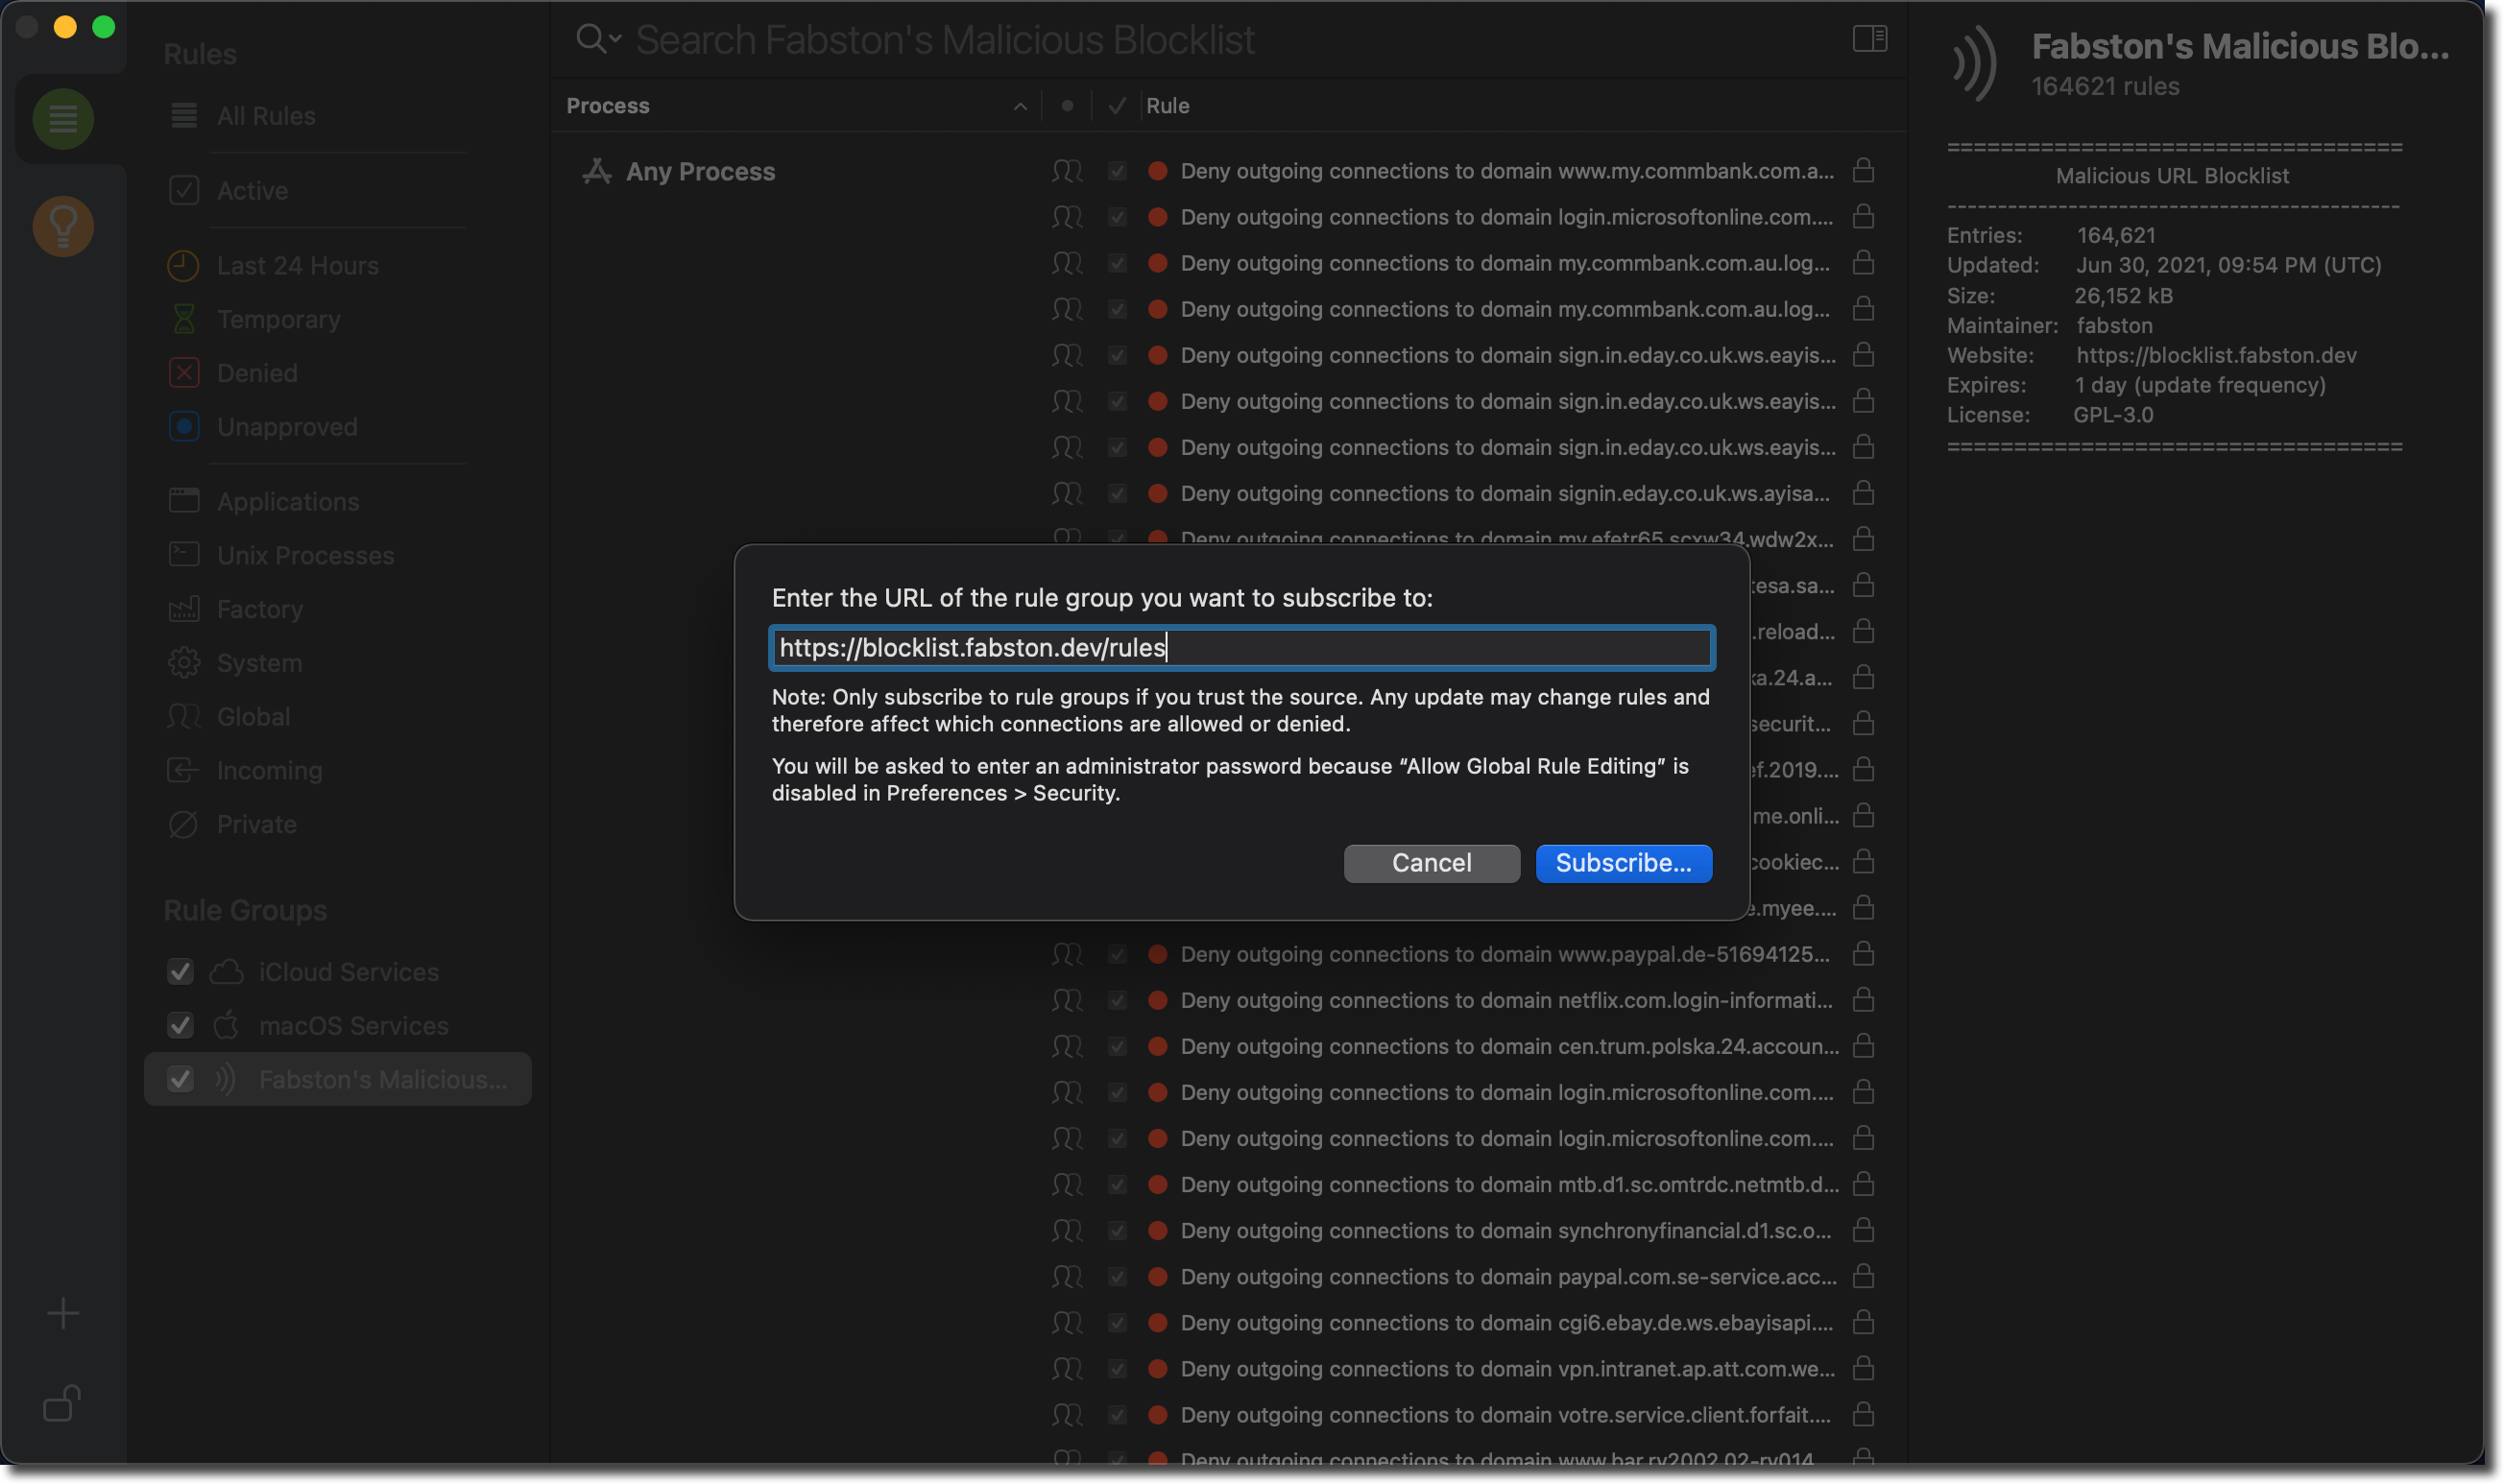 Rules
All Rules
Active
Last 24 Hours
Temporary
Denied
Unapproved
Applications
Unix Processes
Factory
System
Global
Incoming
Private
Rule Groups
iCloud Services
macOS Services
Fabston's Malicious...
Search Fabston's Malicious Blocklist
Process
Rule
Any Process
Deny outgoing connections to domain www.my.commbank.com.a...
Deny outgoing connections to domain login.microsoftonline.com....
Deny outgoing connections to domain my.commbank.com.au.log...
Deny outgoing connections to domain my.commbank.com.au.log...
Deny outgoing connections to domain sign.in.eday.co.uk.ws.eayis...
Deny outgoing connections to domain sign.in.eday.co.uk.ws.eayis...
Deny outgoing connections to domain sign.in.eday.co.uk.ws.eayis...
Deny outgoing connections to domain signin.eday.co.uk.ws.ayisa...
Deny outgoing connections to domain my.efetr65.scxw34.wdw2x...
tesa.sa...
.reload...
ka.24.a...
securit...
ef.2019....
me.onli...
cookiec...
e.myee....
Deny outgoing connections to domain www.paypal.de-51694125...
Deny outgoing connections to domain netflix.com.login-informati...
Deny outgoing connections to domain cen.trum.polska.24.accoun...
Deny outgoing connections to domain login.microsoftonline.com....
Deny outgoing connections to domain login.microsoftonline.com....
Deny outgoing connections to domain mtb.d1.sc.omtrdc.netmtb.d...
Deny outgoing connections to domain synchronyfinancial.d1.sc.o...
Deny outgoing connections to domain paypal.com.se-service.acc...
Deny outgoing connections to domain cgi6.ebay.de.ws.ebayisapi....
Deny outgoing connections to domain vpn.intranet.ap.att.com.we...
Deny outgoing connections to domain votre.service.client.forfait....
Deny outgoing connections to domain www.bar.ry2002.02-ry014
Enter the URL of the rule group you want to subscribe to:
https://blocklist.fabston.dev/rules
Note: Only subscribe to rule groups if you trust the source. Any update may change rules and
therefore affect which connections are allowed or denied.
You will be asked to enter an administrator password because “Allow Global Rule Editing” is
disabled in Preferences > Security.
Cancel
Subscribe...
Fabston's Malicious Blo...
164621 rules
==================================
Malicious URL Blocklist
-------------------------------------------
Entries: 164,621
Updated: Jun 30, 2021, 09:54 PM (UTC)
Size: 26,152 kB
Maintainer: fabston
Website: https://blocklist.fabston.dev
Expires: 1 day (update frequency)
License: GPL-3.0
==================================